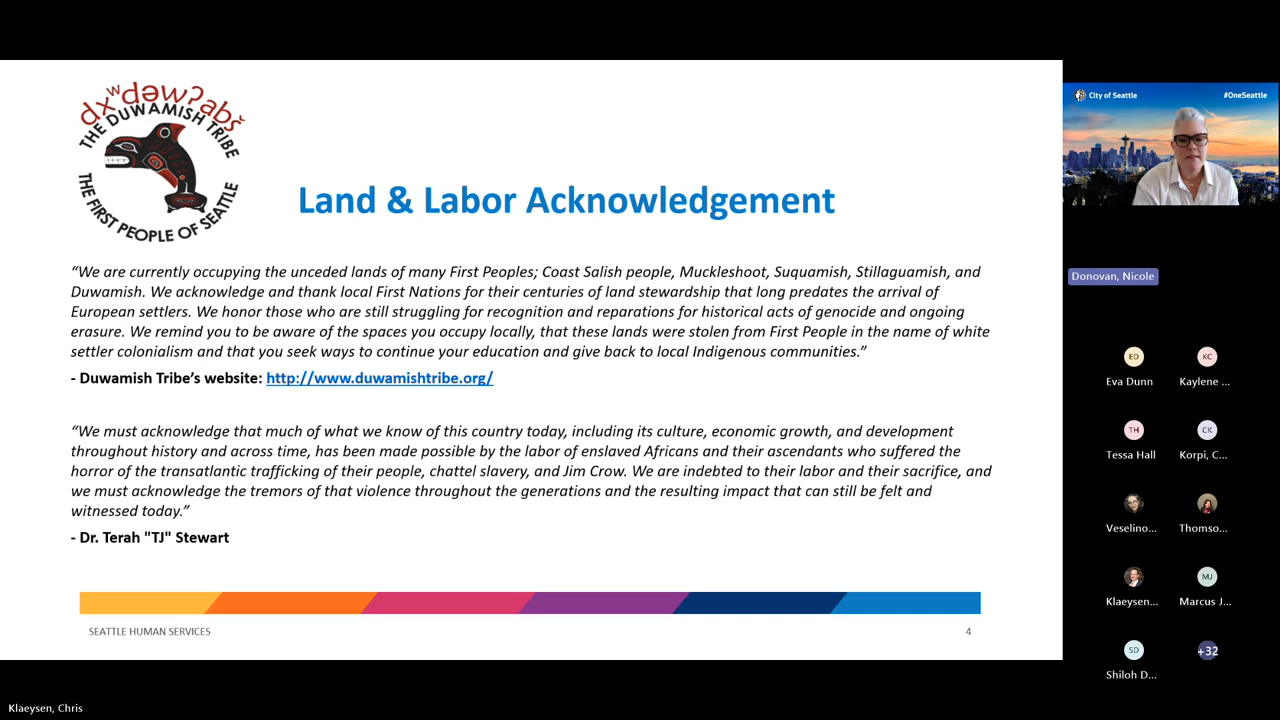 dxʷdəwʔabš
THE DUWAMISH TRIBE
THE FIRST PEOPLE OF SEATTLE
Land & Labor Acknowledgement
“We are currently occupying the unceded lands of many First Peoples; Coast Salish people, Muckleshoot, Suquamish, Stillaguamish, and
Duwamish. We acknowledge and thank local First Nations for their centuries of land stewardship that long predates the arrival of
European settlers. We honor those who are still struggling for recognition and reparations for historical acts of genocide and ongoing
erasure. We remind you to be aware of the spaces you occupy locally, that these lands were stolen from First People in the name of white
settler colonialism and that you seek ways to continue your education and give back to local Indigenous communities.”
- Duwamish Tribe’s website: http://www.duwamishtribe.org/
“We must acknowledge that much of what we know of this country today, including its culture, economic growth, and development
throughout history and across time, has been made possible by the labor of enslaved Africans and their ascendants who suffered the
horror of the transatlantic trafficking of their people, chattel slavery, and Jim Crow. We are indebted to their labor and their sacrifice, and
we must acknowledge the tremors of that violence throughout the generations and the resulting impact that can still be felt and
witnessed today.”
- Dr. Terah "TJ" Stewart
SEATTLE HUMAN SERVICES
4
City of Seattle
#OneSeattle
Donovan, Nicole
ED
KC
Eva Dunn
Kaylene ...
TH
CK
Tessa Hall
Korpi, C...
Veselino...
Thomso...
MJ
Klaeysen...
Marcus J...
SD
+32
Shiloh D...
Klaeysen, Chris